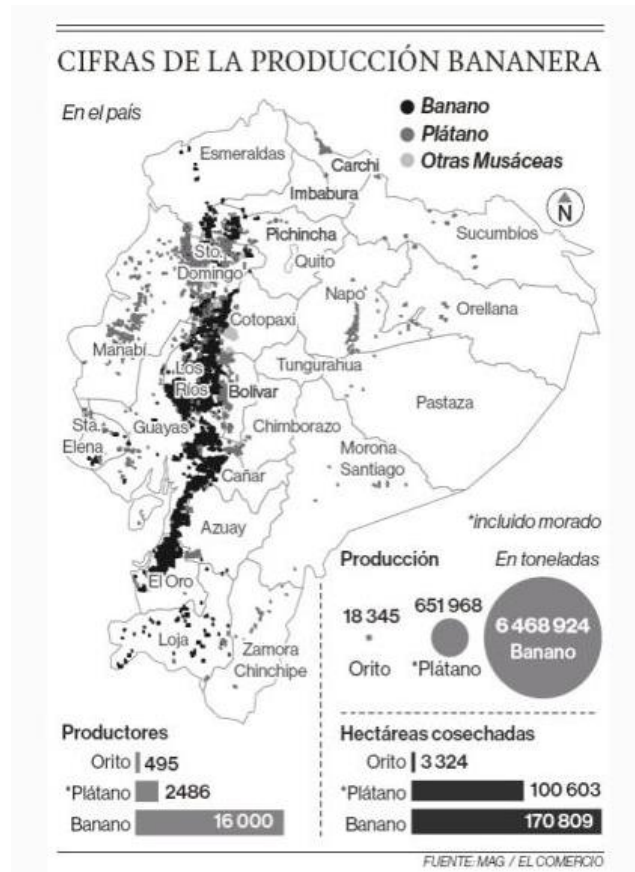 CIFRAS DE LA PRODUCCIÓN BANANERA
En el país
Banano
Plátano
Otras Musáceas
Esmeraldas
Carchi
Imbabura
N
Pichincha
Sucumbíos
Sto.
Domingo
Quito
Napo
Orellana
Cotopaxi
Manabí
Tungurahua
Los
Ríos
Bolívar
Pastaza
Sta.
Elena
Guayas
Chimborazo
Morona
Santiago
Cañar
*incluido morado
Azuay
El Oro
Loja
Zamora
Chinchipe
Producción
En toneladas
18 345
651 968
6 468 924
Banano
Orito
*Plátano
Productores
Orito 495
*Plátano 2486
Banano 16 000
Hectáreas cosechadas
Orito 3 324
*Plátano 100 603
Banano 170 809
FUENTE: MAG / EL COMERCIO